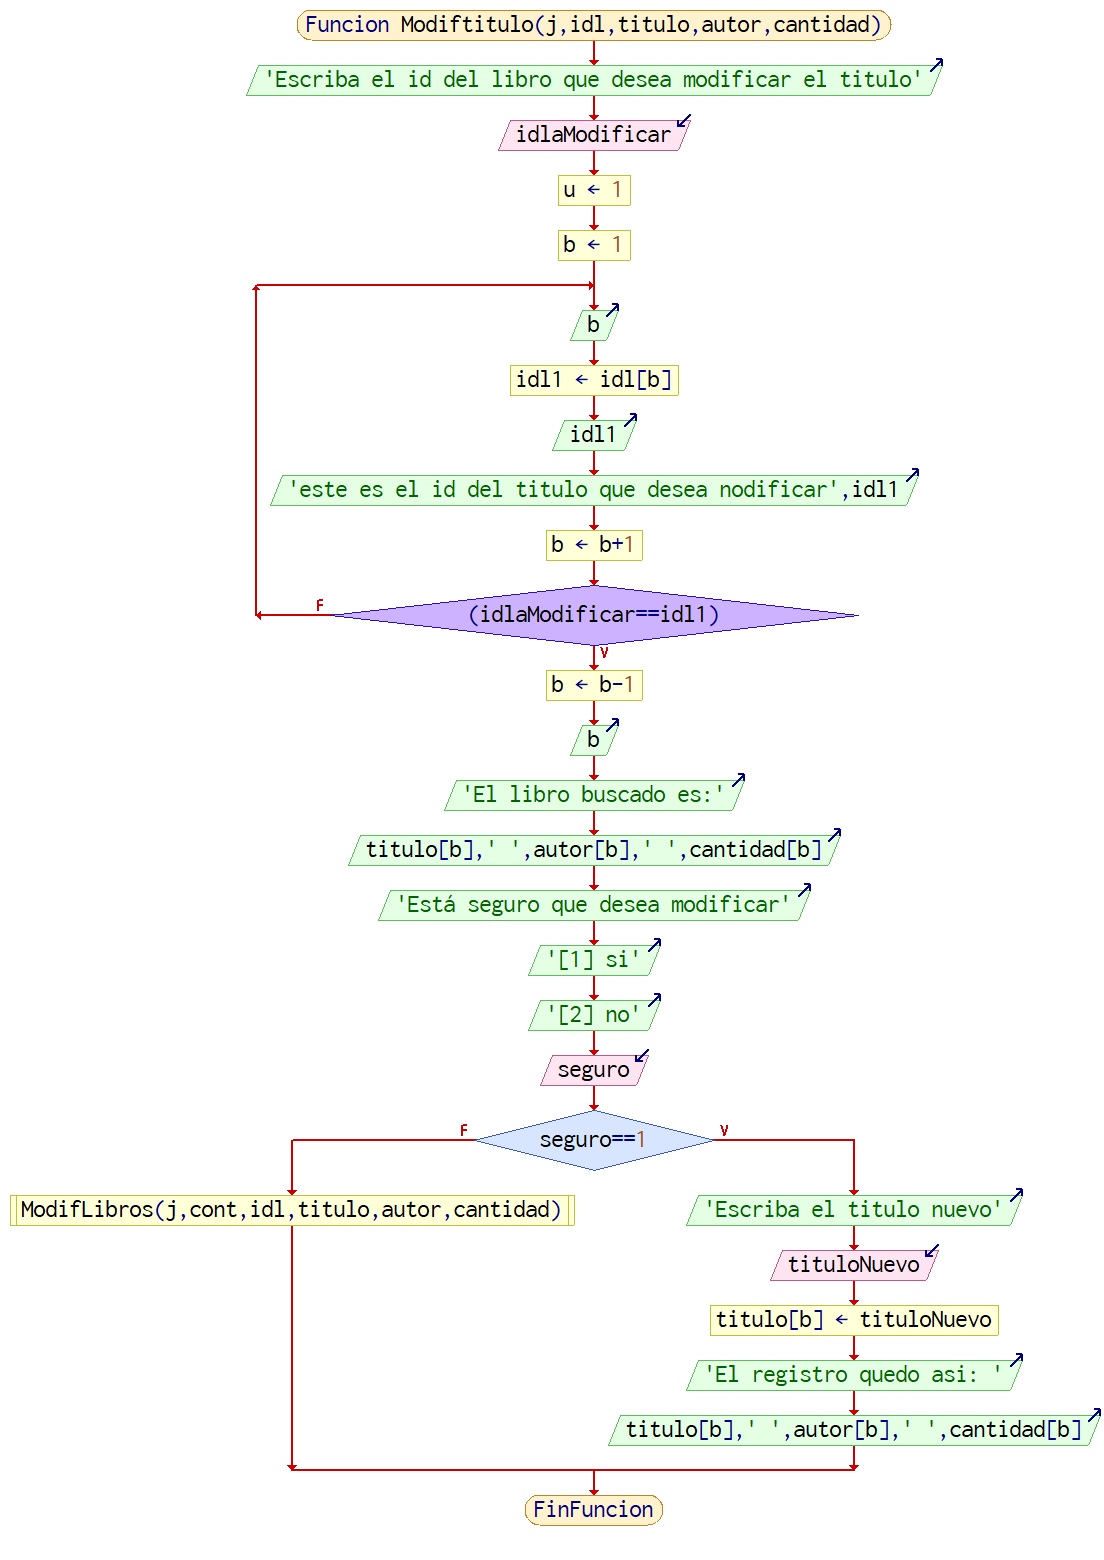 Funcion Modiftitulo(j,idl,titulo,autor,cantidad)
'Escriba el id del libro que desea modificar el titulo'
idlaModificar
u ← 1
b ← 1
b
idl1 ← idl[b]
idl1
'este es el id del titulo que desea nodificar',idl1
b ← b+1
F
(idlaModificar==idl1)
V
b ← b-1
b
'El libro buscado es:'
titulo[b],' ',autor[b],' ',cantidad[b]
'Está seguro que desea modificar'
'[1] si'
'[2] no'
seguro
F
seguro==1
V
ModifLibros(j,cont,idl,titulo,autor,cantidad)
'Escriba el titulo nuevo'
tituloNuevo
titulo[b] ← tituloNuevo
'El registro quedo asi: '
titulo[b],' ',autor[b],' ',cantidad[b]
FinFuncion